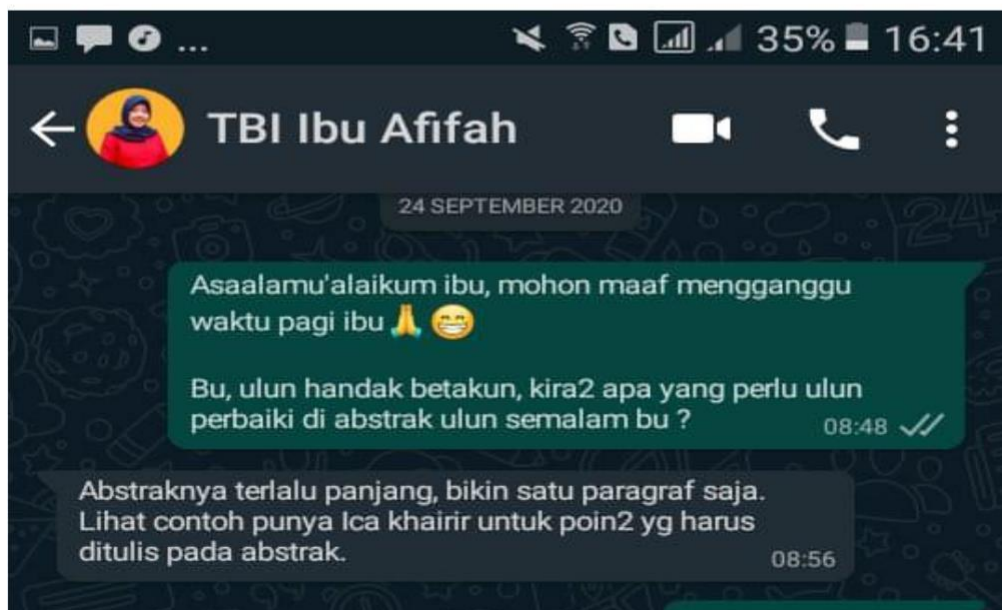 ... 35% 16:41
TBI Ibu Afifah
24 SEPTEMBER 2020
Asaalamu'alaikum ibu, mohon maaf mengganggu
waktu pagi ibu 🙏 😁
Bu, ulun handak betakun, kira2 apa yang perlu ulun
perbaiki di abstrak ulun semalam bu ?
08:48
Abstraknya terlalu panjang, bikin satu paragraf saja.
Lihat contoh punya Ica khairir untuk poin2 yg harus
ditulis pada abstrak.
08:56